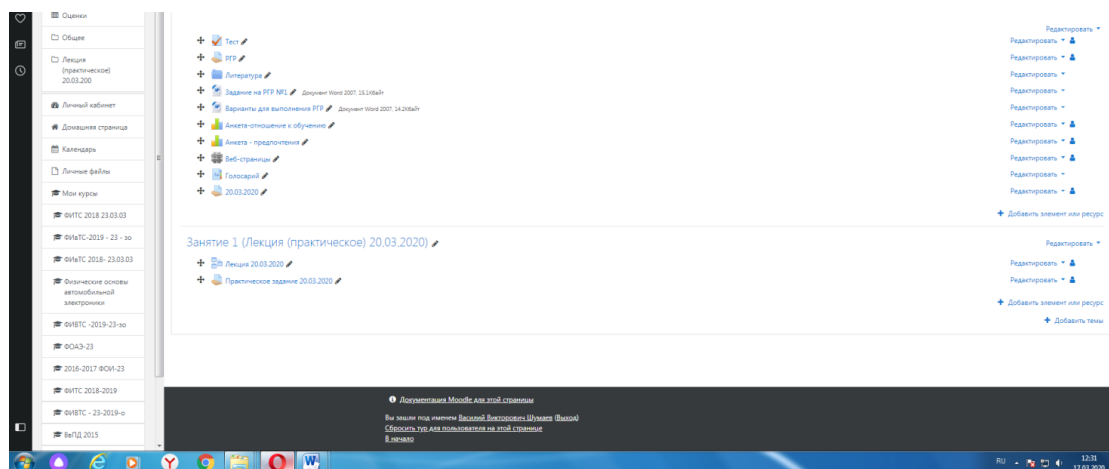 Оценки
Общее
Лекция
(практическое)
20.03.200
Личный кабинет
Домашняя страница
Календарь
Личные файлы
Мои курсы
ФИТС 2018 23.03.03
ФИвТС-2019 - 23 - зо
ФИвТС 2018- 23.03.03
Физические основы
автомобильной
электроники
ФИВТС -2019-23-зо
ФОАЭ-23
2016-2017 ФОИ-23
ФИТС 2018-2019
ФИВТС - 23-2019-о
ВвПД 2015
Редактировать
Тест Редактировать
РГР Редактировать
Литература Редактировать
Задание на РГР №1 Документ Word 2007, 15.1Кбайт Редактировать
Варианты для выполнения РГР Документ Word 2007, 14.2Кбайт Редактировать
Анкета-отношение к обучению Редактировать
Анкета - предпочтения Редактировать
Веб-страницы Редактировать
Голосарий Редактировать
20.03.2020 Редактировать
Добавить элемент или ресурс
Занятие 1 (Лекция (практическое) 20.03.2020) Редактировать
Лекция 20.03.2020 Редактировать
Практическое задание 20.03.2020 Редактировать
Добавить элемент или ресурс
Добавить темы
Документация Moodle для этой страницы
Вы зашли под именем Василий Викторович Шумаев (Выход)
Сбросить тур для пользователя на этой странице
В начало
RU 12:31
17.03.2020